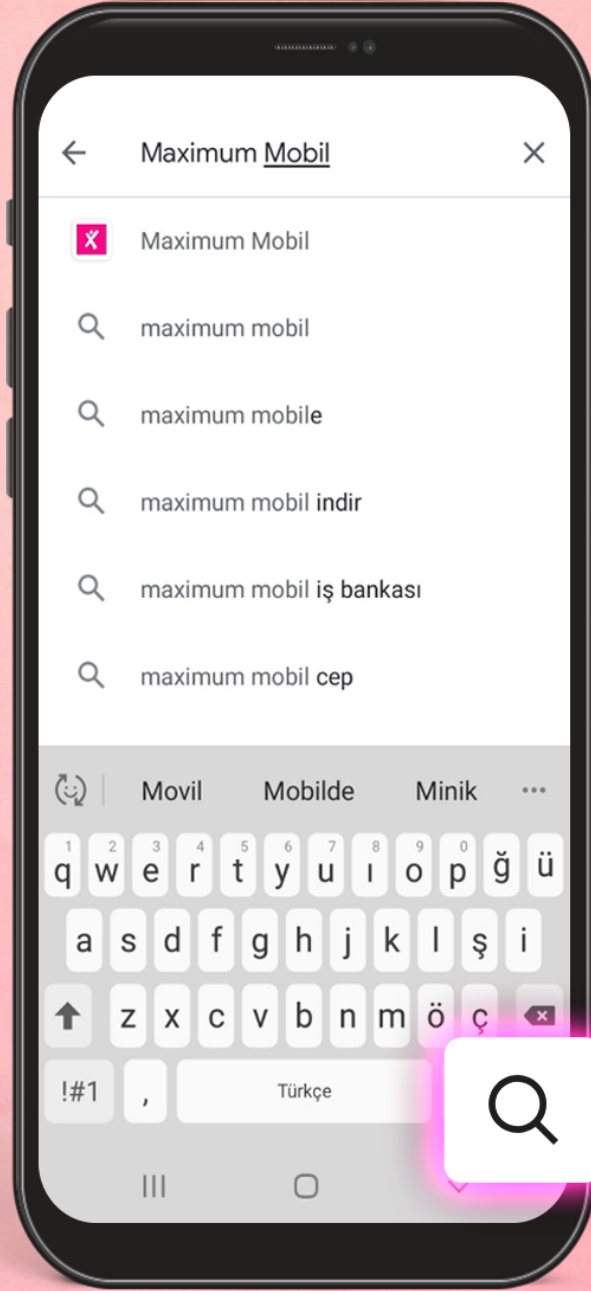 Maximum Mobil
Maximum Mobil
maximum mobil
maximum mobile
maximum mobil indir
maximum mobil iş bankası
maximum mobil cep
Movil Mobilde Minik
1 2 3 4 5 6 7 8 9 0
q w e r t y u ı o p ğ ü
a s d f g h j k l ş i
z x c v b n m ö ç
!#1 , Türkçe